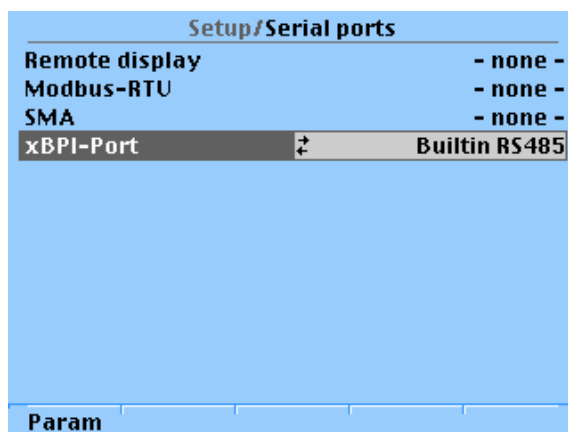 Setup/Serial ports
Remote display - none -
Modbus-RTU - none -
SMA - none -
xBPI-Port Builtin RS485
Param